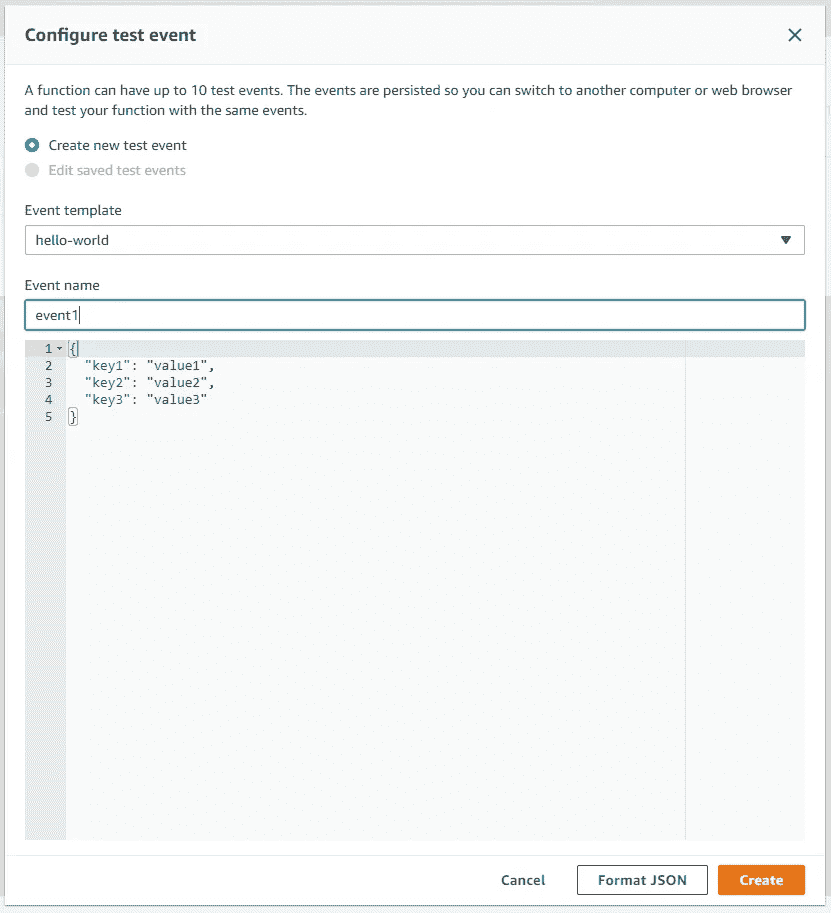 Configure test event
A function can have up to 10 test events. The events are persisted so you can switch to another computer or web browser
and test your function with the same events.
Create new test event
Edit saved test events
Event template
hello-world
Event name
event1
1 {
2 "key1": "value1",
3 "key2": "value2",
4 "key3": "value3"
5 }
Cancel Format JSON Create